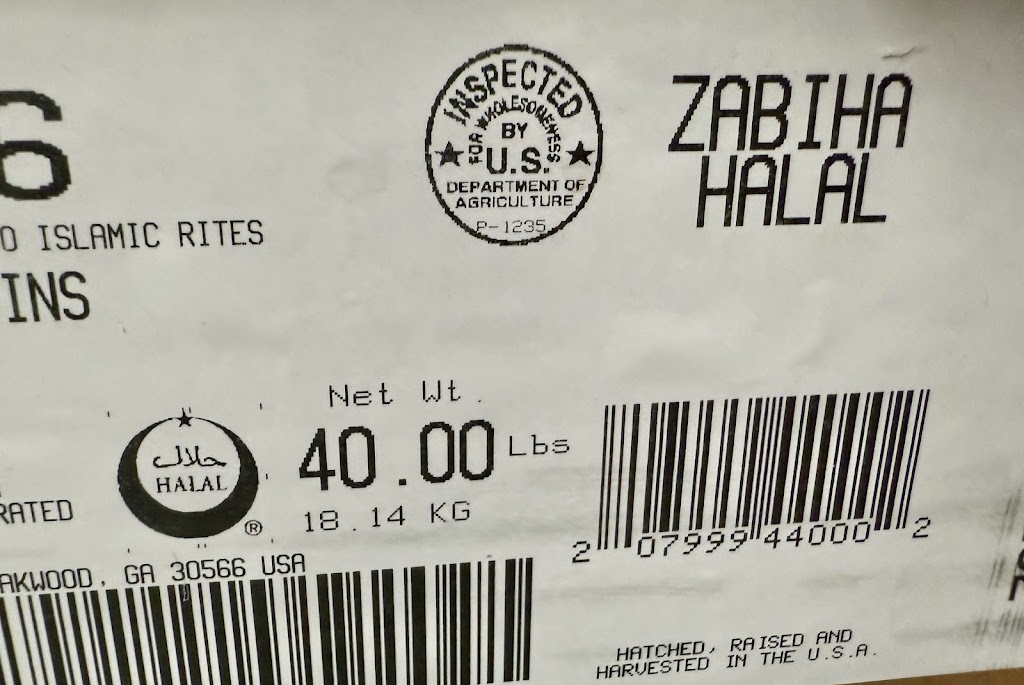 6
O ISLAMIC RITES
INS
INSPECTED
FOR WHOLESOMENESS
BY
U.S.
DEPARTMENT OF
AGRICULTURE
P-1235
ZABIHA
HALAL
Net Wt.
40.00 Lbs
18.14 KG
RATED
حلال
HALAL
®
AKWOOD, GA 30566 USA
2 07999 44000 2
HATCHED, RAISED AND
HARVESTED IN THE U.S.A.